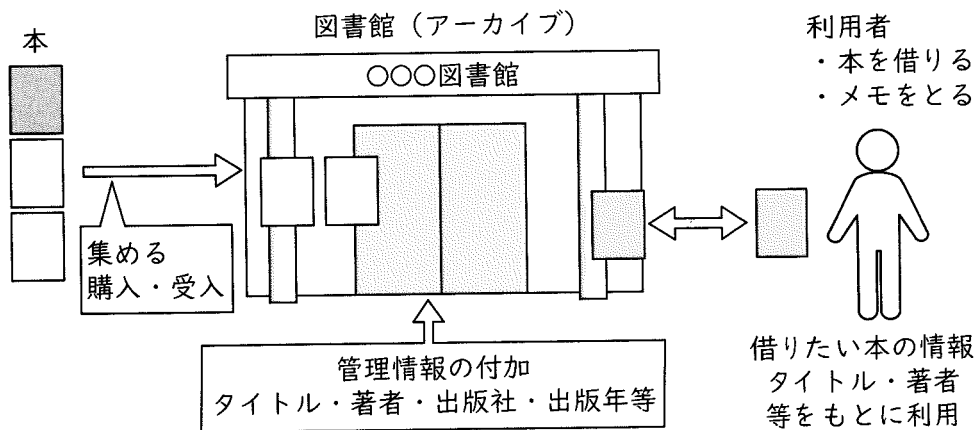 本
集める
購入・受入
図書館（アーカイブ）
○○○図書館
管理情報の付加
タイトル・著者・出版社・出版年等
利用者
・本を借りる
・メモをとる
借りたい本の情報
タイトル・著者
等をもとに利用